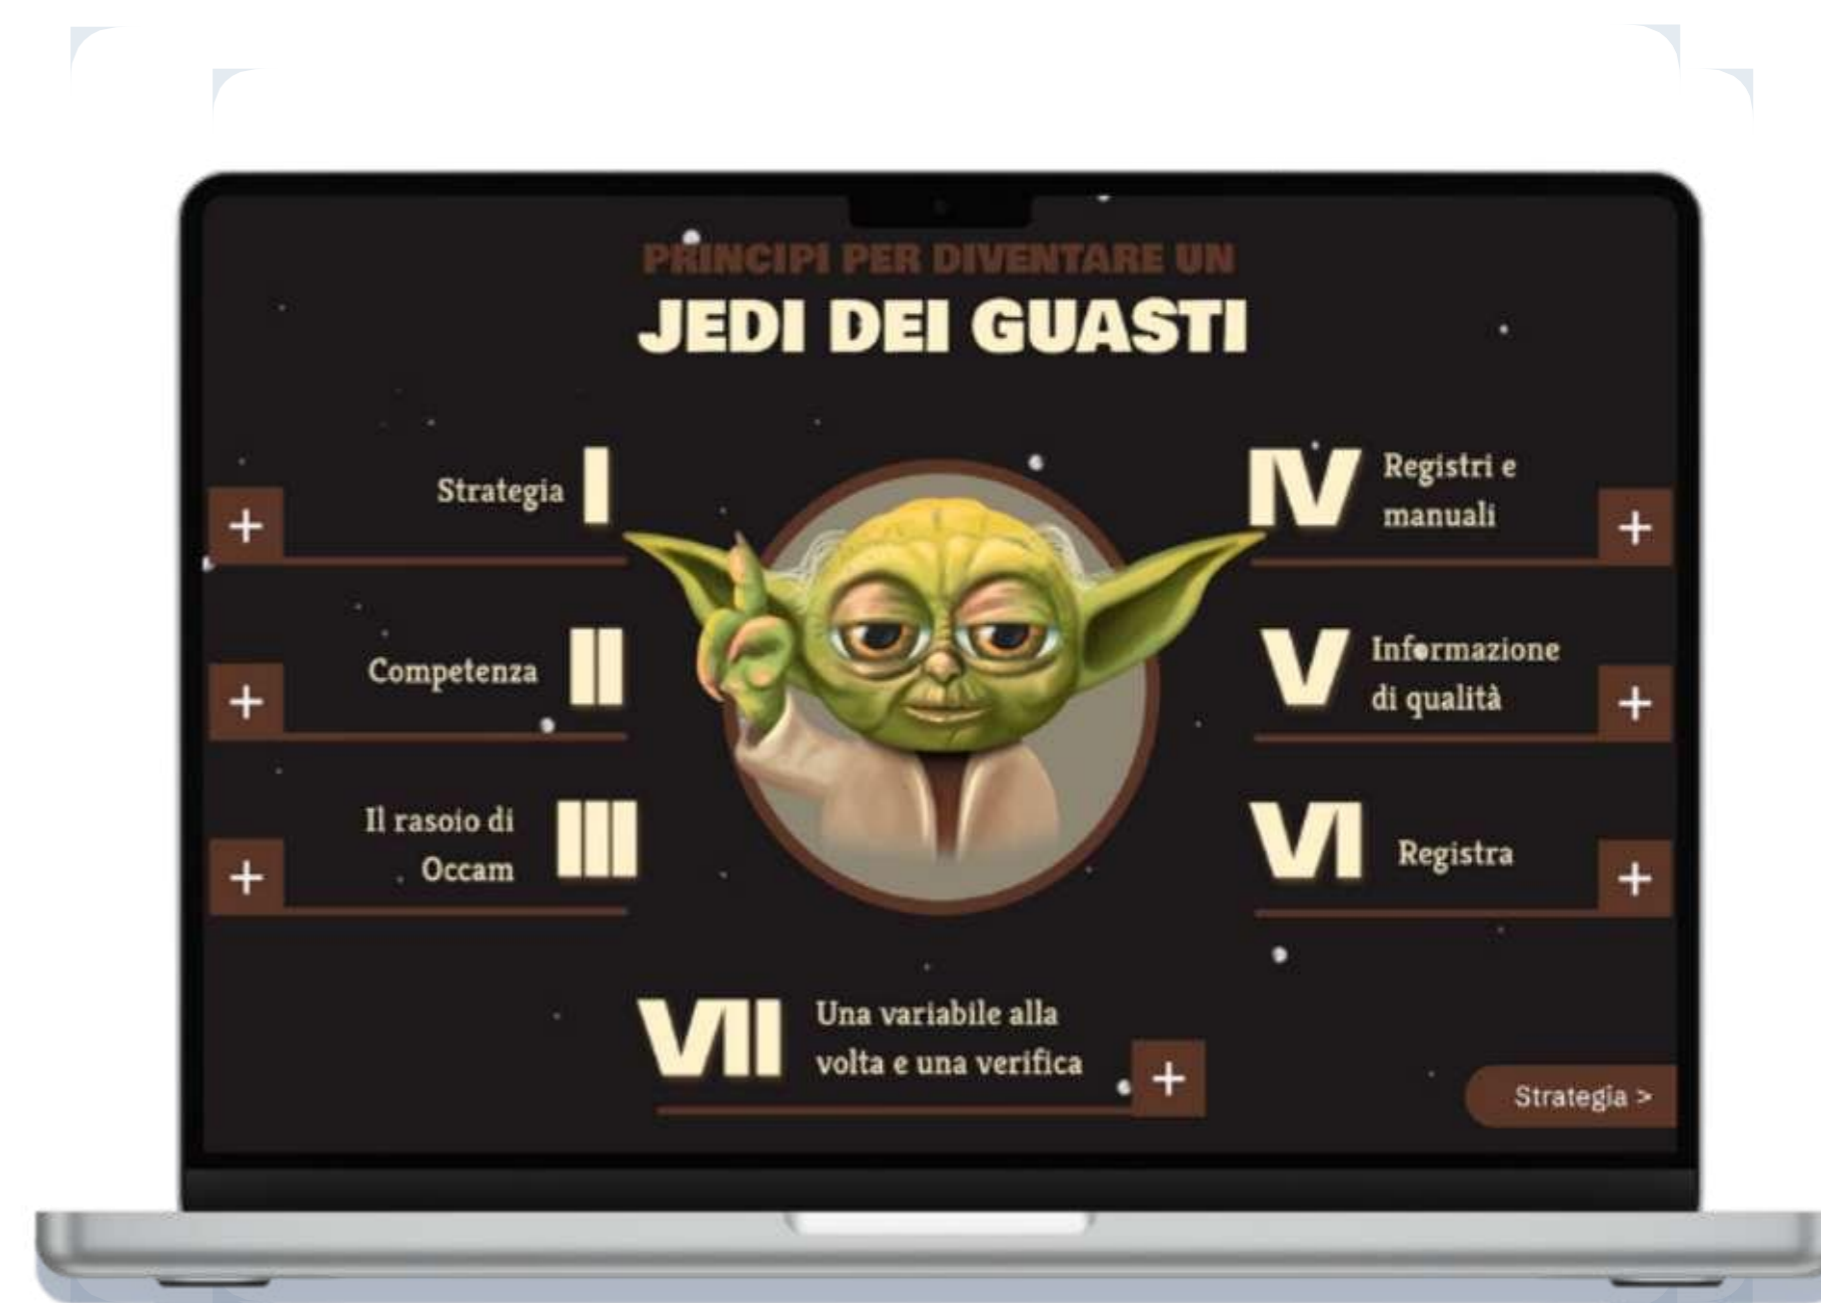 PRINCIPI PER DIVENTARE UN
JEDI DEI GUASTI
Strategia I
Competenza II
Il rasoio di
Occam
III
IV Registri e
manuali
V Informazione
di qualità
VI Registra
VII Una variabile alla
volta e una verifica
Strategia >